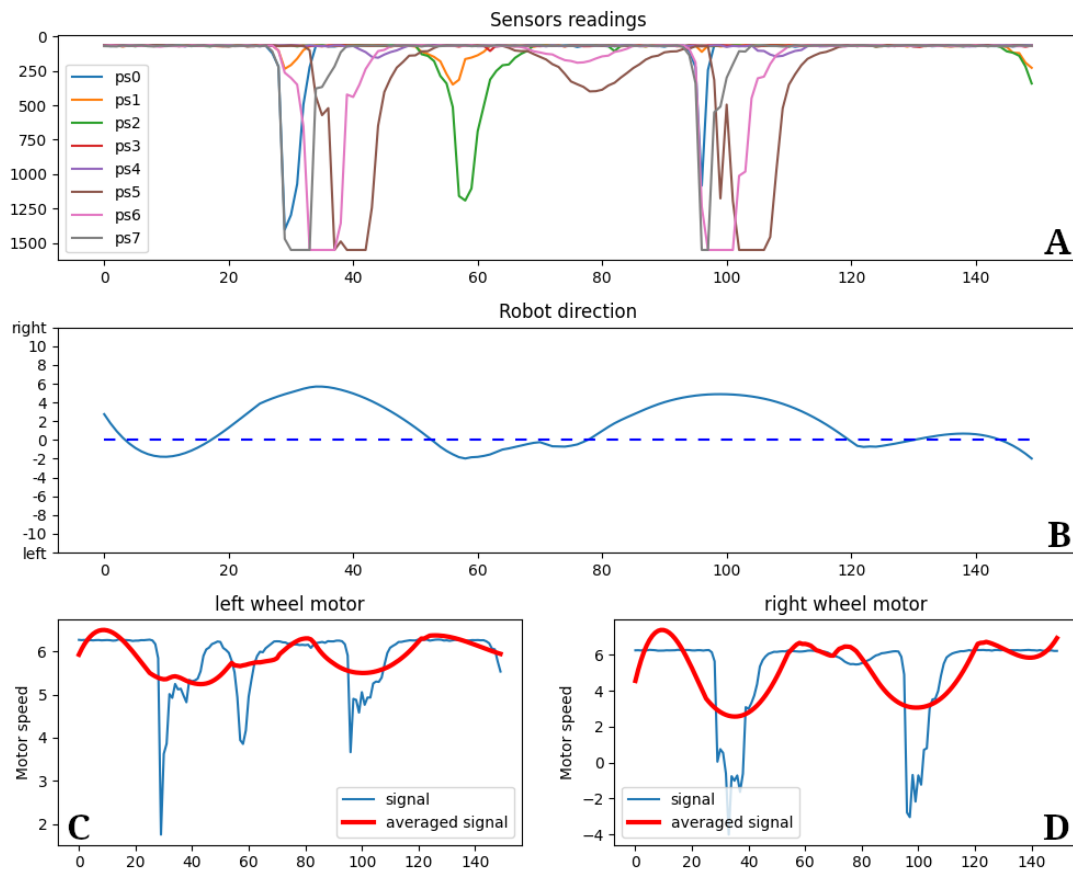 Sensors readings
0
250
500
750
1000
1250
1500
ps0
ps1
ps2
ps3
ps4
ps5
ps6
ps7
A
0 20 40 60 80 100 120 140
Robot direction
right
10
8
6
4
2
0
-2
-4
-6
-8
-10
left
B
0 20 40 60 80 100 120 140
left wheel motor
Motor speed
6
5
4
3
2
signal
averaged signal
C
0 20 40 60 80 100 120 140
right wheel motor
Motor speed
6
4
2
0
−2
−4
signal
averaged signal
D
0 20 40 60 80 100 120 140